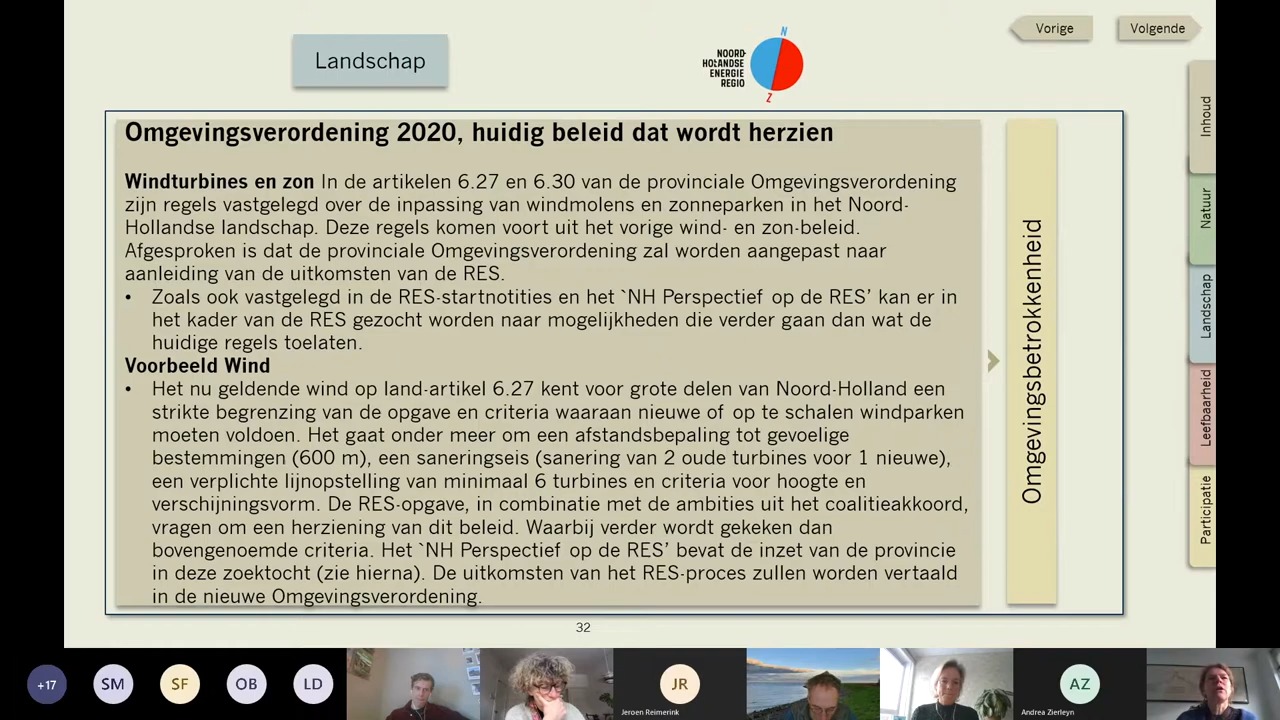 Vorige
Volgende
Landschap
N
NOORD-
HOLLANDSE
ENERGIE
REGIO
Z
Omgevingsverordening 2020, huidig beleid dat wordt herzien
Windturbines en zon In de artikelen 6.27 en 6.30 van de provinciale Omgevingsverordening
zijn regels vastgelegd over de inpassing van windmolens en zonneparken in het Noord-
Hollandse landschap. Deze regels komen voort uit het vorige wind- en zon-beleid.
Afgesproken is dat de provinciale Omgevingsverordening zal worden aangepast naar
aanleiding van de uitkomsten van de RES.
• Zoals ook vastgelegd in de RES-startnotities en het `NH Perspectief op de RES’ kan er in
het kader van de RES gezocht worden naar mogelijkheden die verder gaan dan wat de
huidige regels toelaten.
Voorbeeld Wind
• Het nu geldende wind op land-artikel 6.27 kent voor grote delen van Noord-Holland een
strikte begrenzing van de opgave en criteria waaraan nieuwe of op te schalen windparken
moeten voldoen. Het gaat onder meer om een afstandsbepaling tot gevoelige
bestemmingen (600 m), een saneringseis (sanering van 2 oude turbines voor 1 nieuwe),
een verplichte lijnopstelling van minimaal 6 turbines en criteria voor hoogte en
verschijningsvorm. De RES-opgave, in combinatie met de ambities uit het coalitieakkoord,
vragen om een herziening van dit beleid. Waarbij verder wordt gekeken dan
bovengenoemde criteria. Het `NH Perspectief op de RES’ bevat de inzet van de provincie
in deze zoektocht (zie hierna). De uitkomsten van het RES-proces zullen worden vertaald
in de nieuwe Omgevingsverordening.
Omgevingsbetrokkenheid
Inhoud
Natuur
Landschap
Leefbaarheid
Participatie
32
+17
SM
SF
OB
LD
JR
Jeroen Reimerink
AZ
Andrea Zierleyn